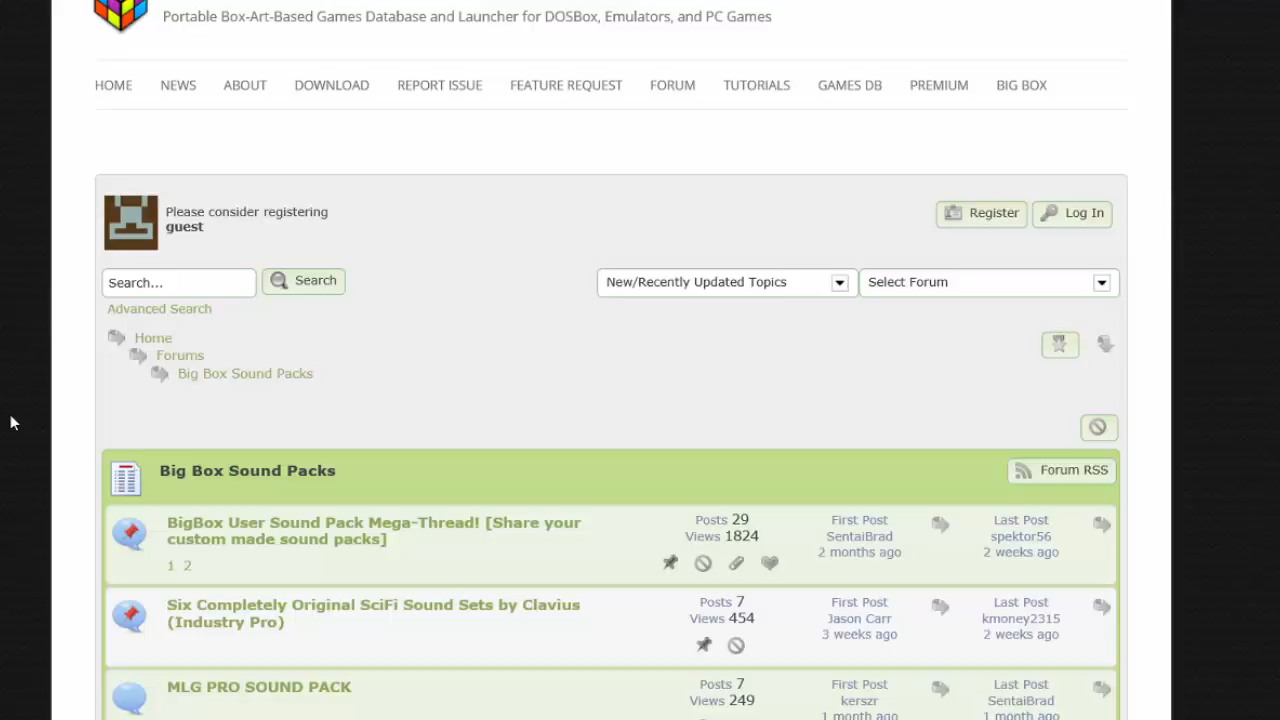 Portable Box-Art-Based Games Database and Launcher for DOSBox, Emulators, and PC Games
HOME NEWS ABOUT DOWNLOAD REPORT ISSUE FEATURE REQUEST FORUM TUTORIALS GAMES DB PREMIUM BIG BOX
Please consider registering
guest
Register Log In
Search... Search New/Recently Updated Topics Select Forum
Advanced Search
Home
Forums
Big Box Sound Packs
Big Box Sound Packs Forum RSS
BigBox User Sound Pack Mega-Thread! [Share your
custom made sound packs]
1 2
Posts 29
Views 1824
First Post
SentaiBrad
2 months ago
Last Post
spektor56
2 weeks ago
Six Completely Original SciFi Sound Sets by Clavius
(Industry Pro)
Posts 7
Views 454
First Post
Jason Carr
3 weeks ago
Last Post
kmoney2315
2 weeks ago
MLG PRO SOUND PACK
Posts 7
Views 249
First Post
kerszr
1 month ago
Last Post
SentaiBrad
1 month ago